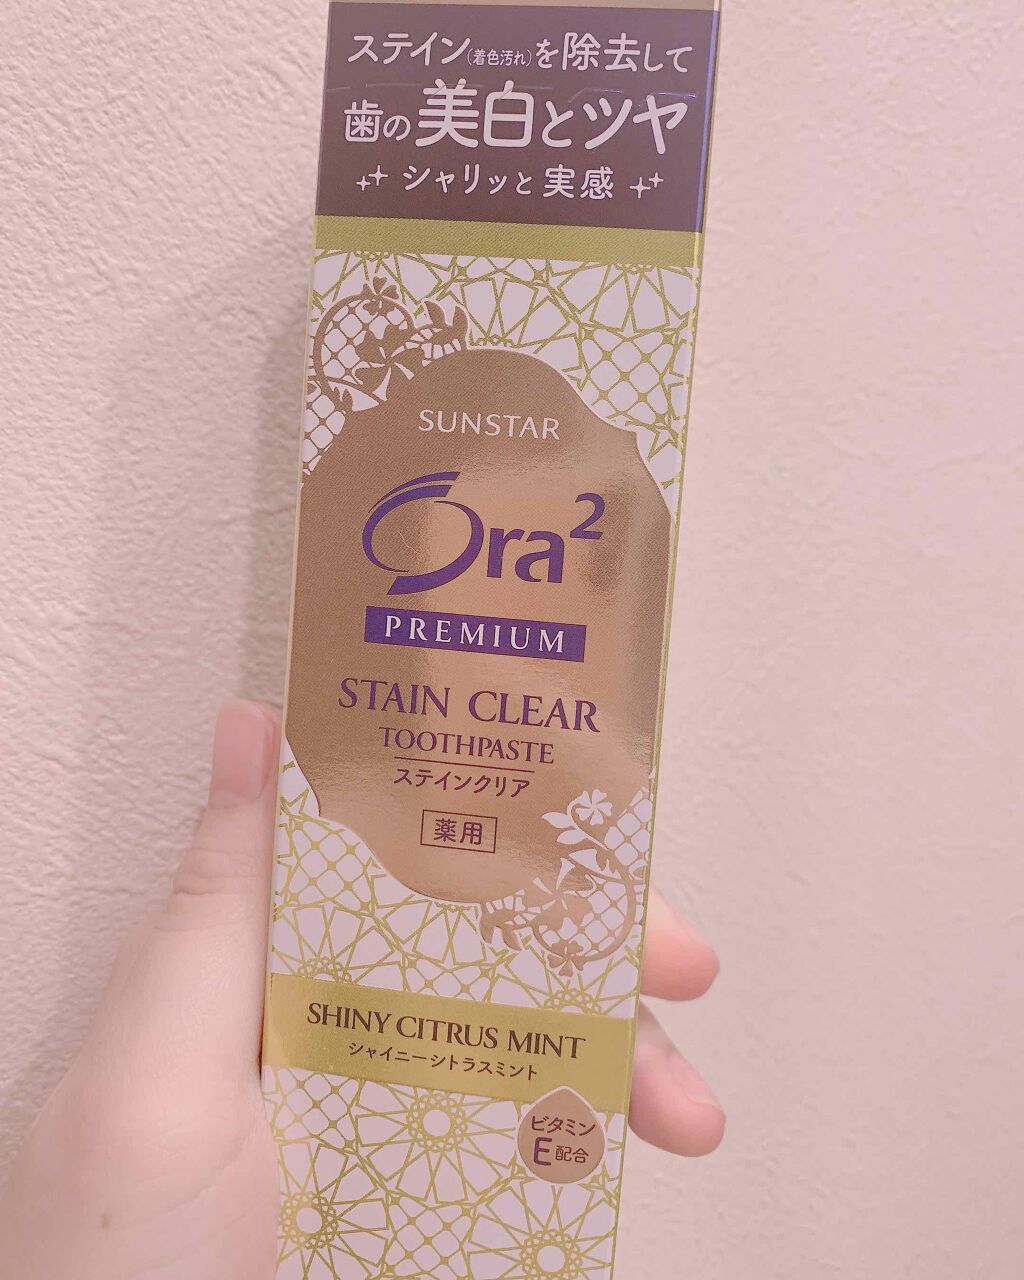 ステイン(着色汚れ)を除去して
歯の美白とツヤ
シャリッと実感
SUNSTAR
Ora²
PREMIUM
STAIN CLEAR
TOOTHPASTE
ステインクリア
薬用
SHINY CITRUS MINT
シャイニーシトラスミント
ビタミン
E配合